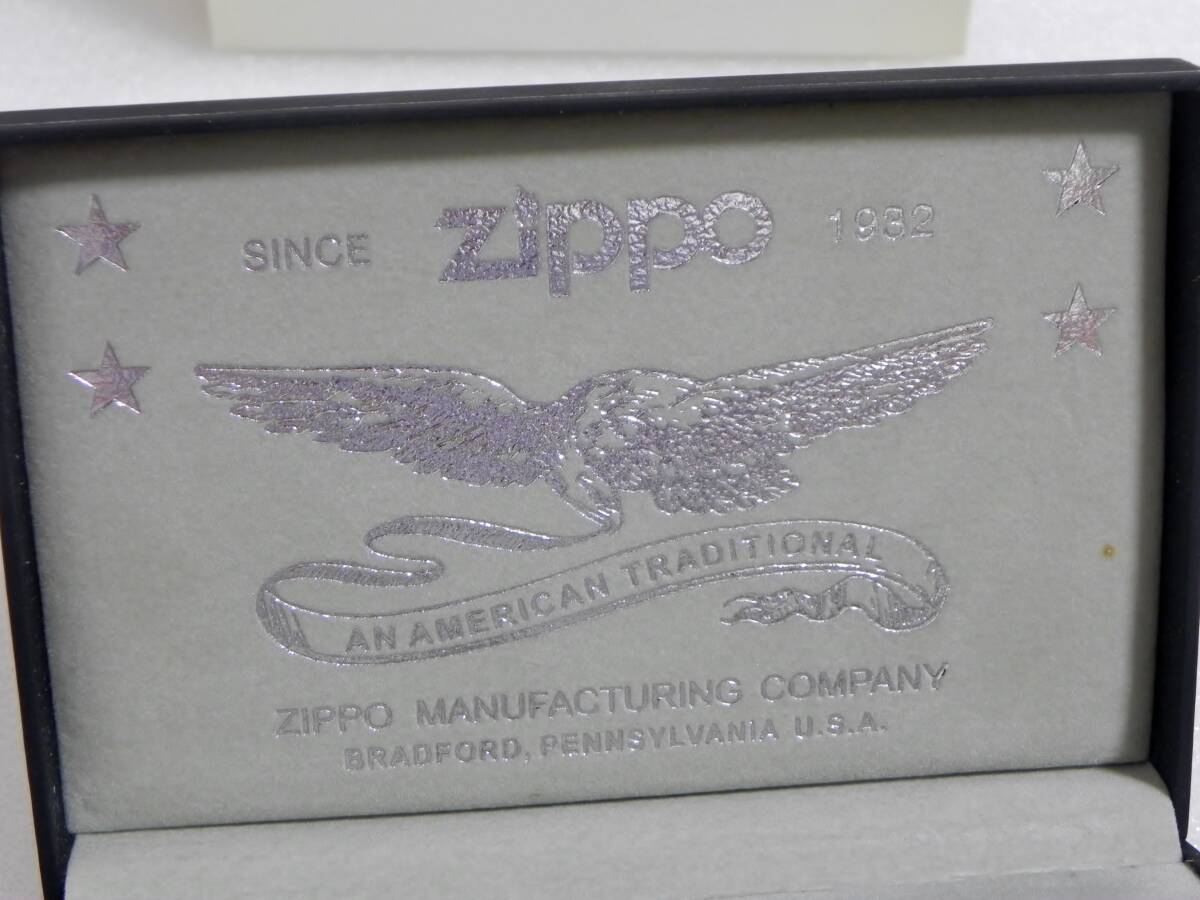 SINCE zippo 1932
AN AMERICAN TRADITIONAL
ZIPPO MANUFACTURING COMPANY
BRADFORD, PENNSYLVANIA U.S.A.